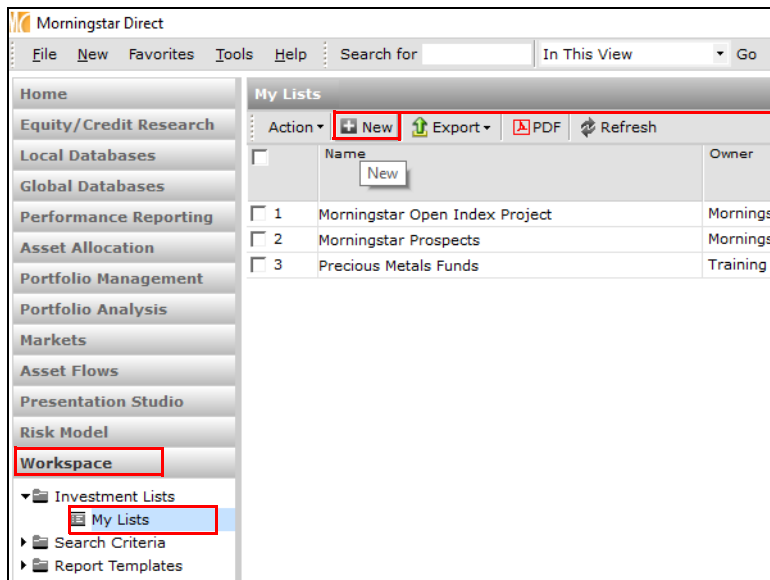 Morningstar Direct
File New Favorites Tools Help Search for In This View Go
Home
Equity/Credit Research
Local Databases
Global Databases
Performance Reporting
Asset Allocation
Portfolio Management
Portfolio Analysis
Markets
Asset Flows
Presentation Studio
Risk Model
Workspace
Investment Lists
My Lists
Search Criteria
Report Templates
My Lists
Action New Export PDF Refresh
Name Owner
New
1 Morningstar Open Index Project Mornings
2 Morningstar Prospects Mornings
3 Precious Metals Funds Training